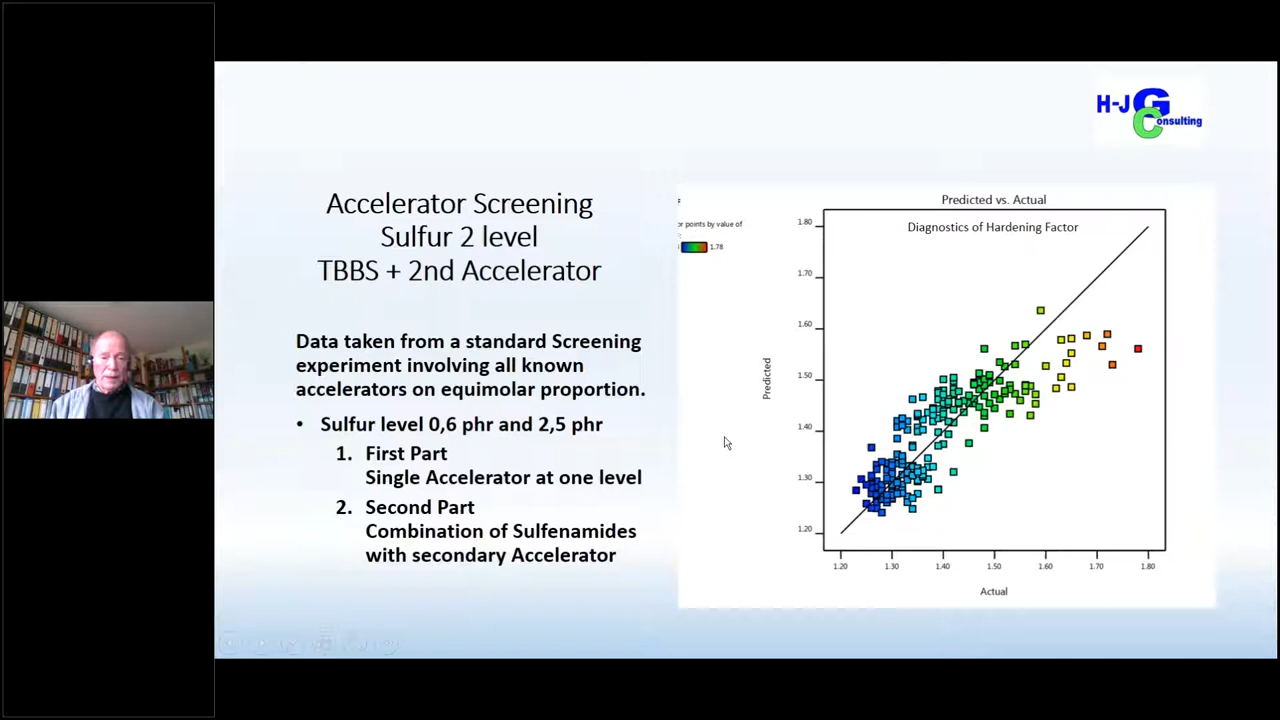 H-J GC onsulting
Accelerator Screening
Sulfur 2 level
TBBS + 2nd Accelerator
Data taken from a standard Screening
experiment involving all known
accelerators on equimolar proportion.
• Sulfur level 0,6 phr and 2,5 phr
1. First Part
Single Accelerator at one level
2. Second Part
Combination of Sulfenamides
with secondary Accelerator
Predicted vs. Actual
Diagnostics of Hardening Factor
or points by value of
1.78
Predicted
1.80
1.70
1.60
1.50
1.40
1.30
1.20
1.20 1.30 1.40 1.50 1.60 1.70 1.80
Actual